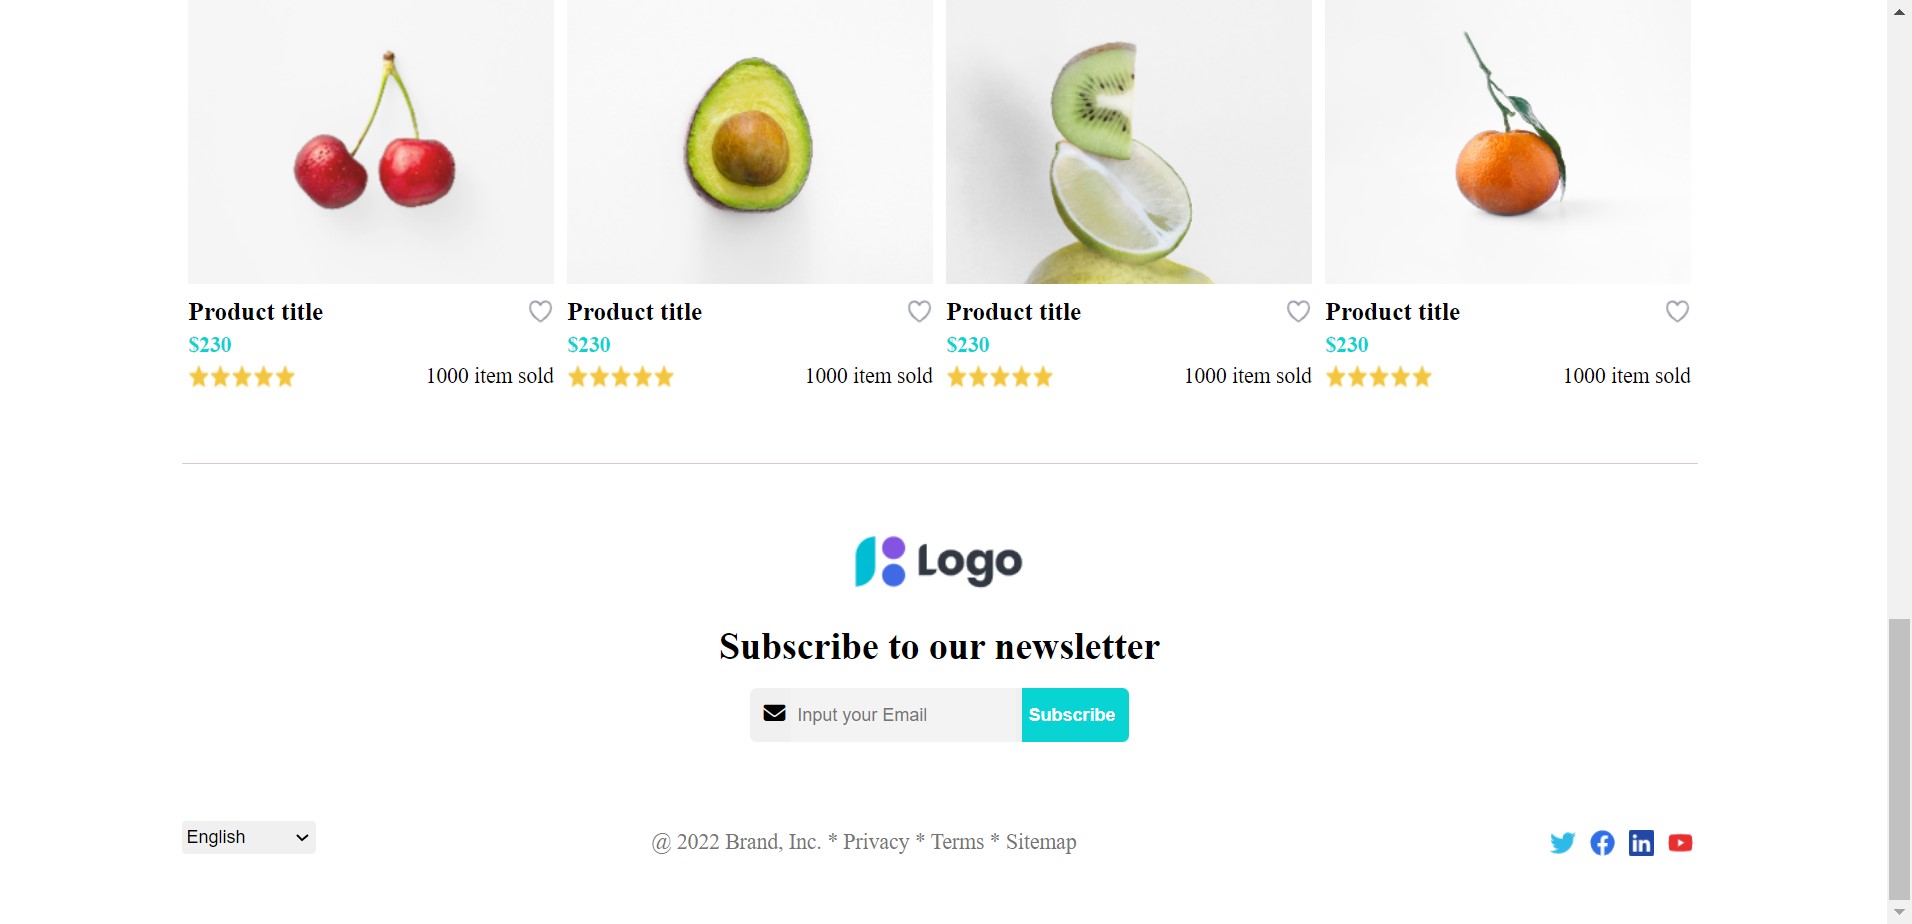 Product title Product title Product title Product title
$230 $230 $230 $230
1000 item sold 1000 item sold 1000 item sold 1000 item sold
Logo
Subscribe to our newsletter
Input your Email Subscribe
English @ 2022 Brand, Inc. * Privacy * Terms * Sitemap in